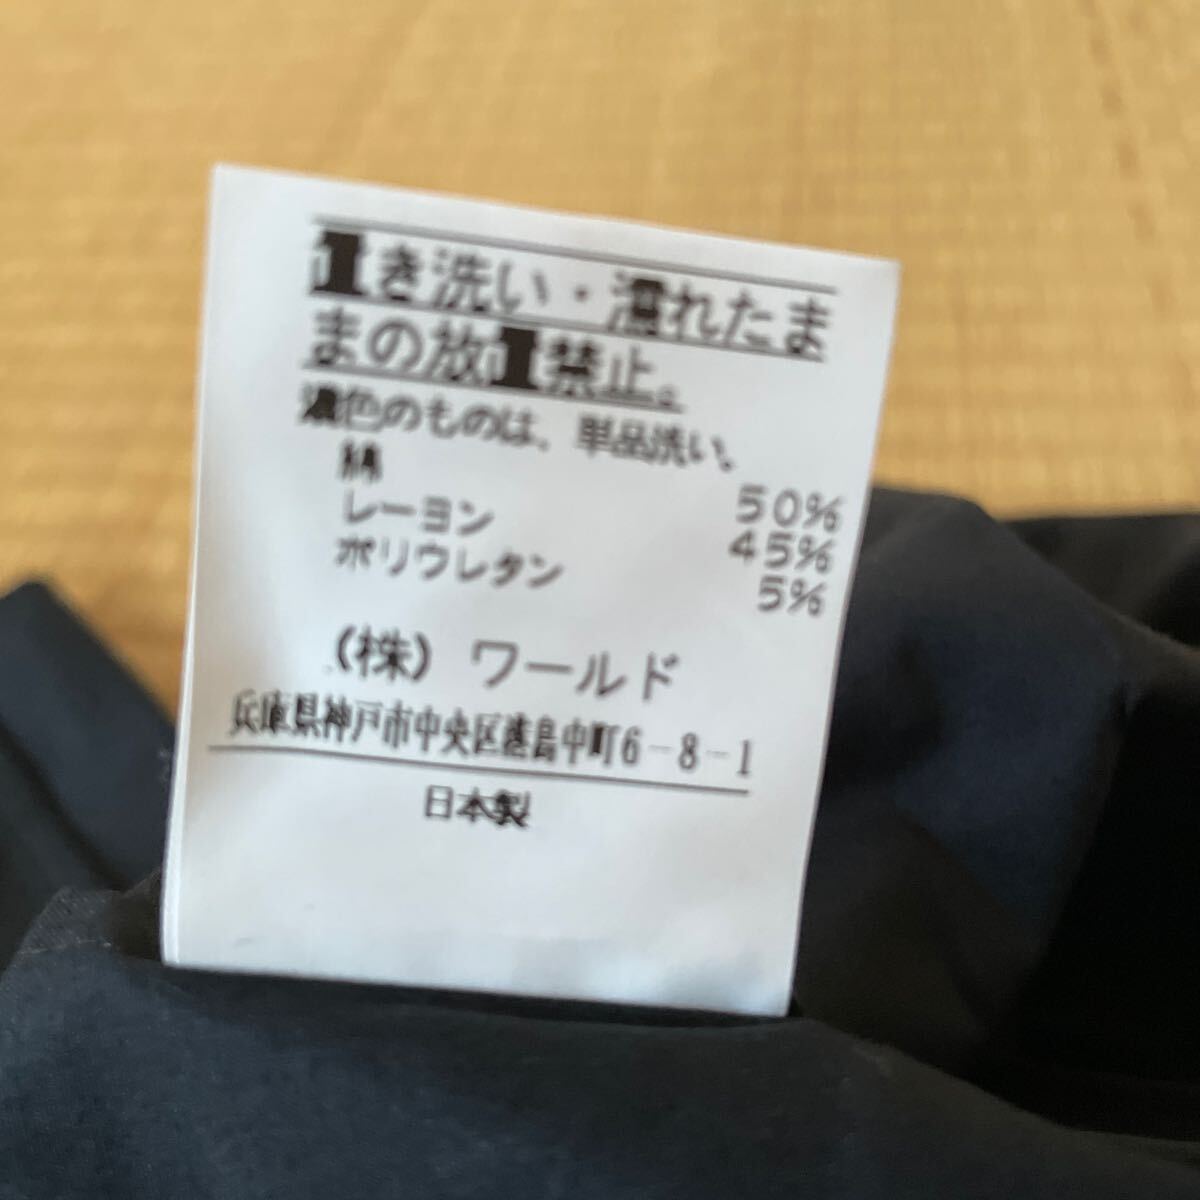 置き洗い・濡れたま
まの放置禁止。
濃色のものは、単品洗い。
綿 50%
レーヨン 45%
ポリウレタン 5%
(株) ワールド
兵庫県神戸市中央区港島中町6-8-1
日本製